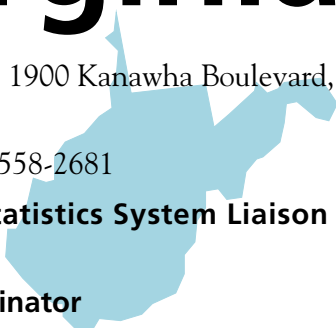 1900 Kanawha Boulevard,
558-2681
tatistics System Liaison
inator